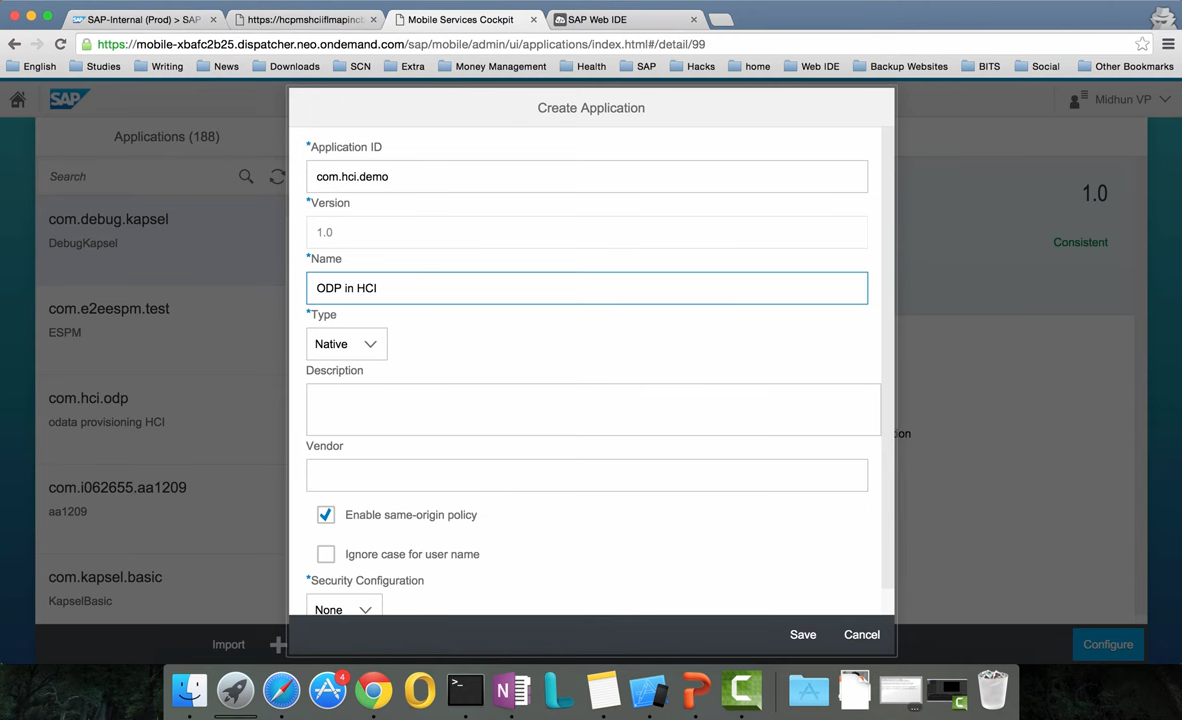 SAP-Internal (Prod) > SAP
https://hcpmshciiflmapincl
Mobile Services Cockpit
SAP Web IDE
https://mobile-xbafc2b25.dispatcher.neo.ondemand.com/sap/mobile/admin/ui/applications/index.html#/detail/99
English Studies Writing News Downloads SCN Extra Money Management Health SAP Hacks home Web IDE Backup Websites BITS Social Other Bookmarks
SAP
Midhun VP
Create Application
Applications (188)
Search
com.debug.kapsel
DebugKapsel
com.e2eespm.test
ESPM
com.hci.odp
odata provisioning HCI
com.i062655.aa1209
aa1209
com.kapsel.basic
KapselBasic
Import
*Application ID
com.hci.demo
*Version
1.0
*Name
ODP in HCI
*Type
Native
Description
Vendor
Enable same-origin policy
Ignore case for user name
*Security Configuration
None
Save Cancel
1.0
Consistent
Configure
4